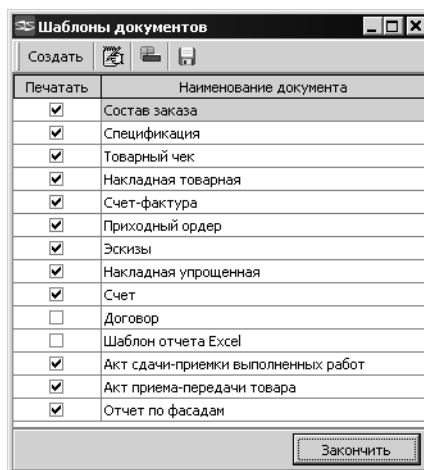 Шаблоны документов
Создать
Печатать Наименование документа
Состав заказа
Спецификация
Товарный чек
Накладная товарная
Счет-фактура
Приходный ордер
Эскизы
Накладная упрощенная
Счет
Договор
Шаблон отчета Excel
Акт сдачи-приемки выполненных работ
Акт приема-передачи товара
Отчет по фасадам
Закончить